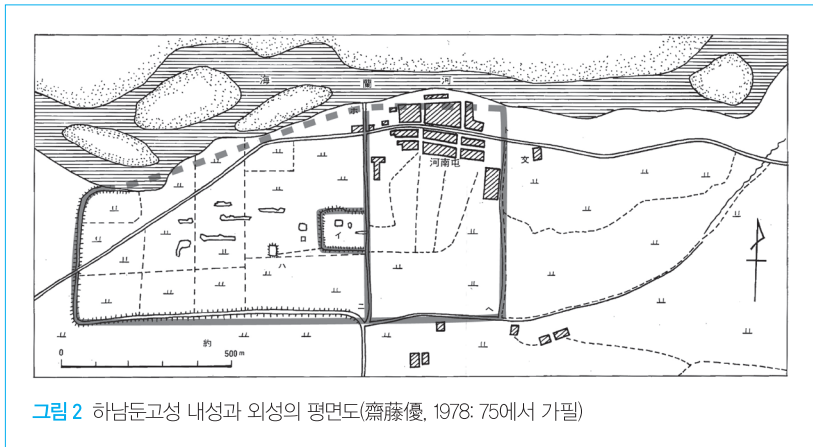 海 蘭 河
河南屯
文
イ
ハ
ニ
ヘ
約
0 500 m
그림 2 하남둔고성 내성과 외성의 평면도(齋藤優, 1978: 75에서 가필)